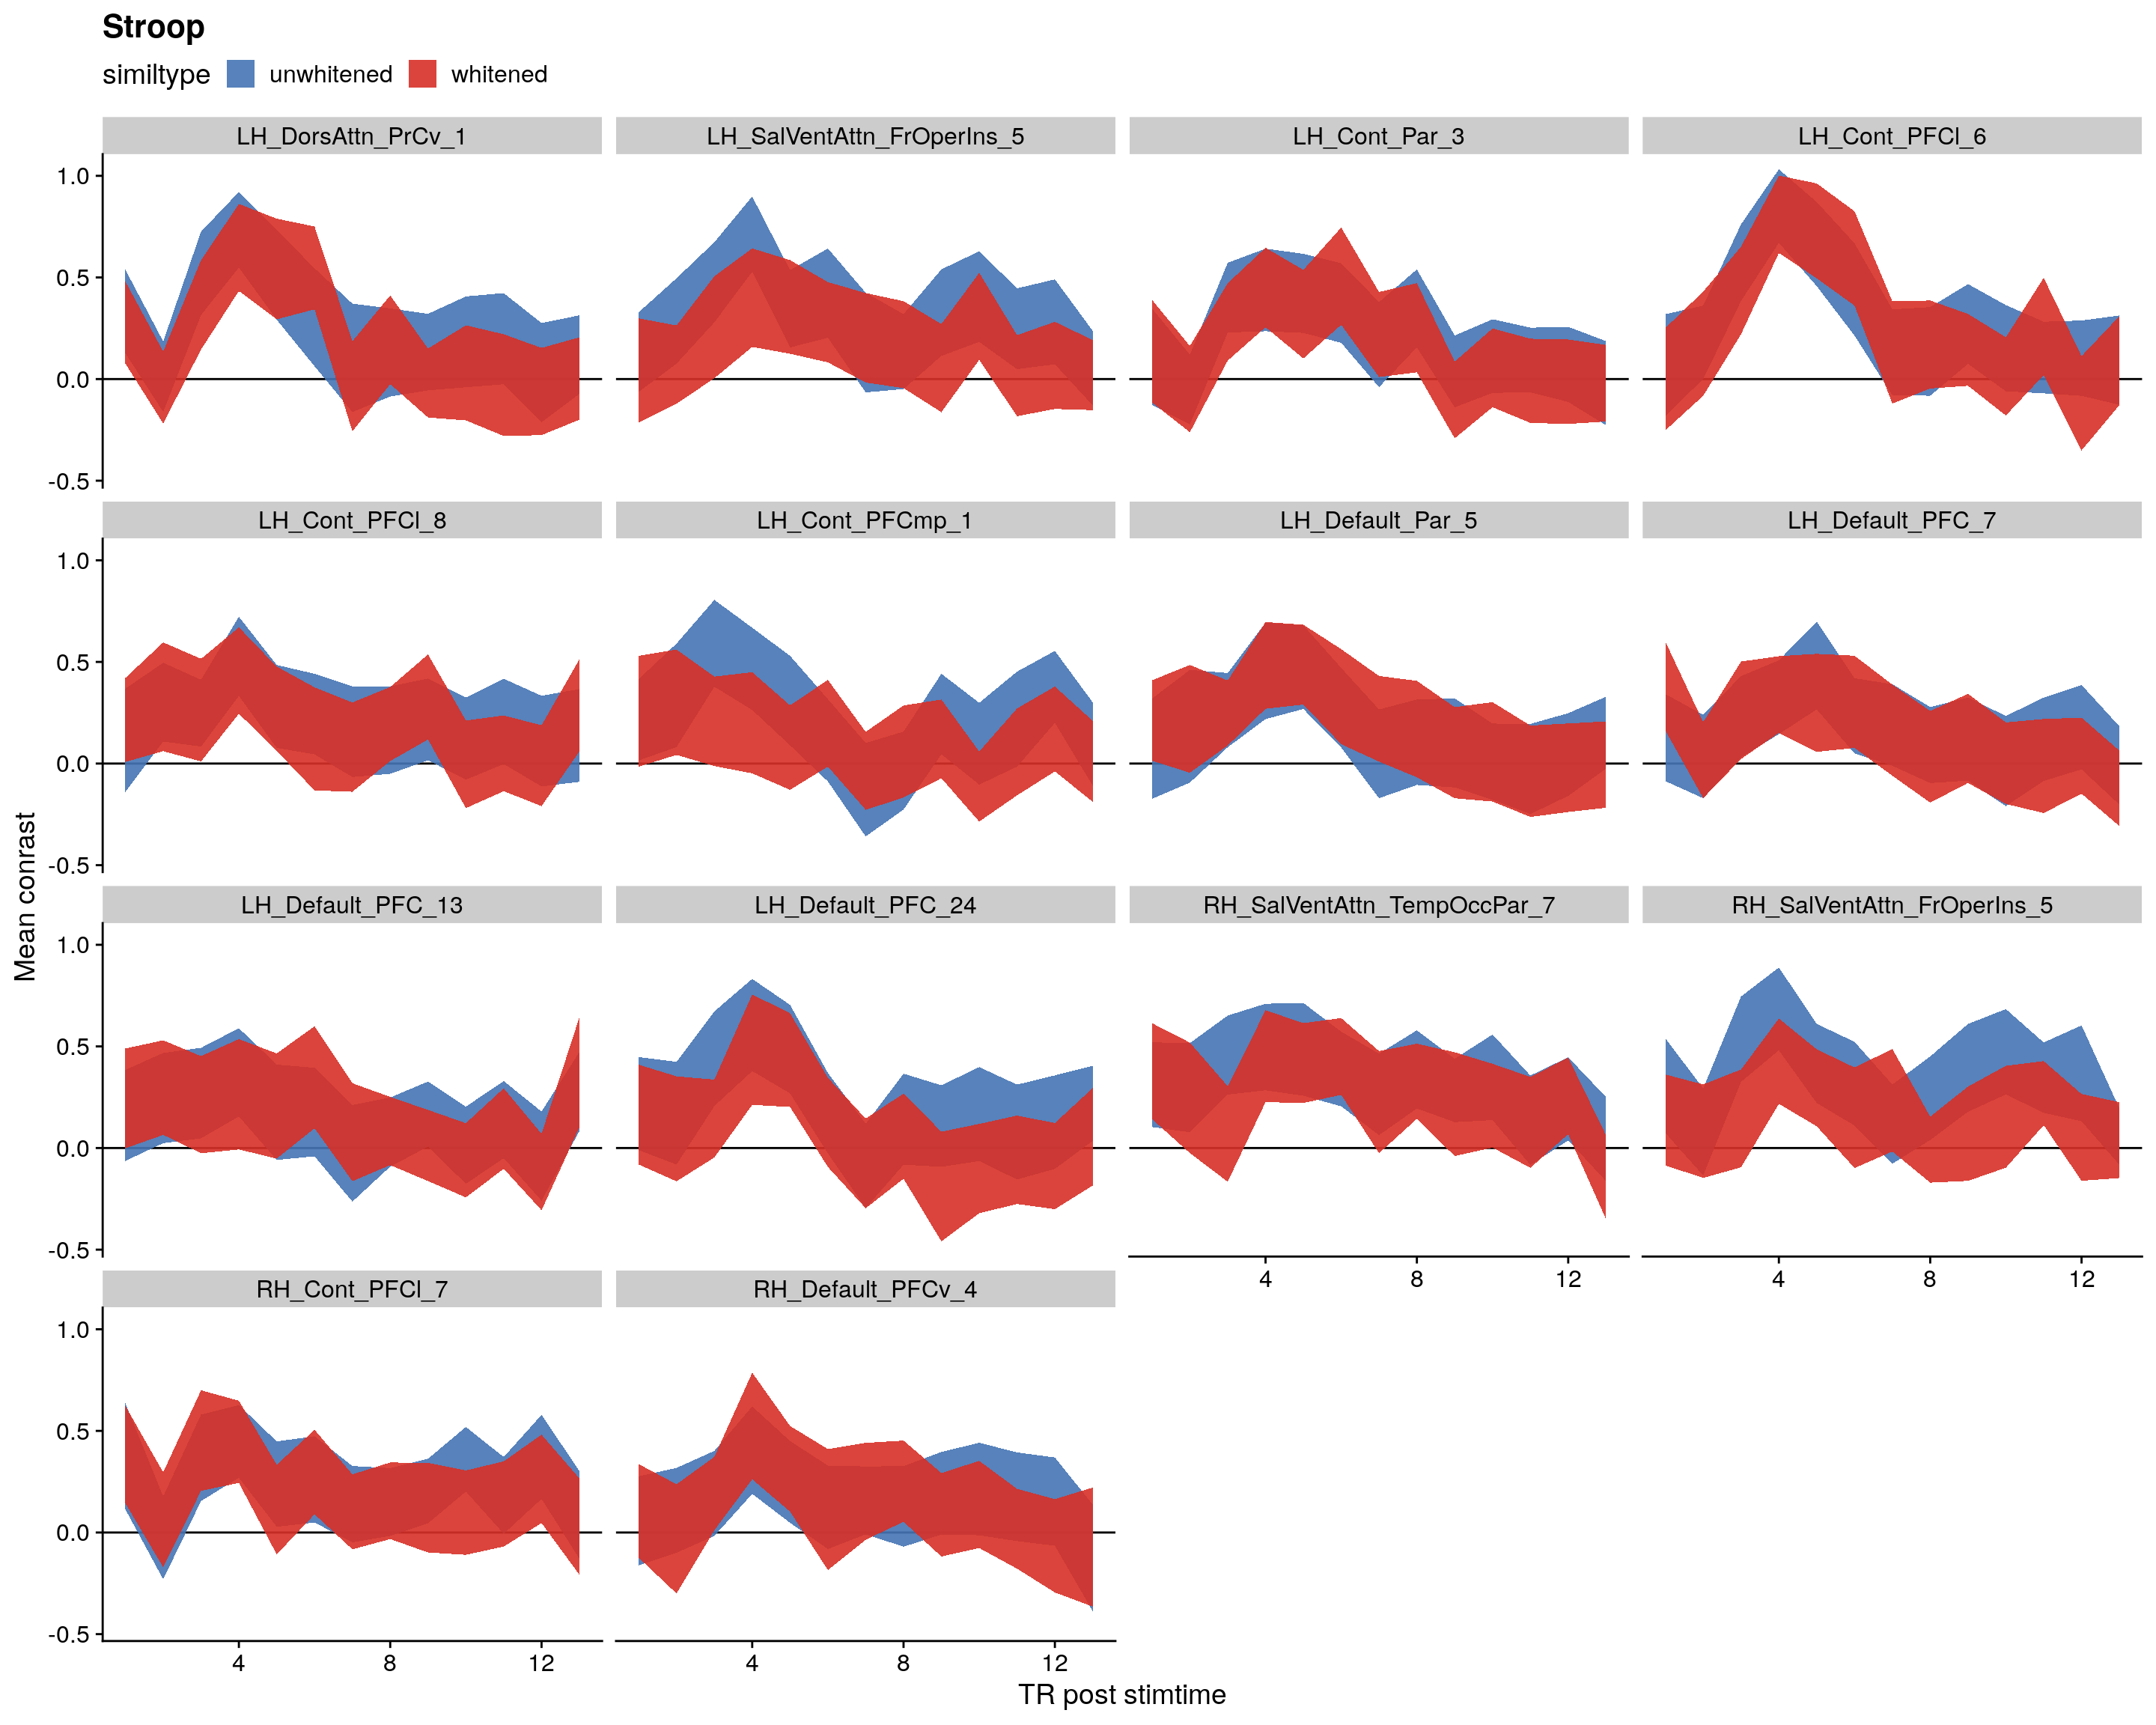 Stroop
similtype unwhitened whitened
LH_DorsAttn_PrCv_1 LH_SalVentAttn_FrOperIns_5 LH_Cont_Par_3 LH_Cont_PFCl_6
1.0
0.5
0.0
-0.5
LH_Cont_PFCl_8 LH_Cont_PFCmp_1 LH_Default_Par_5 LH_Default_PFC_7
1.0
0.5
0.0
-0.5
Mean conrast
LH_Default_PFC_13 LH_Default_PFC_24 RH_SalVentAttn_TempOccPar_7 RH_SalVentAttn_FrOperIns_5
1.0
0.5
0.0
-0.5
4 8 12 4 8 12
RH_Cont_PFCl_7 RH_Default_PFCv_4
1.0
0.5
0.0
-0.5
4 8 12 4 8 12
TR post stimtime